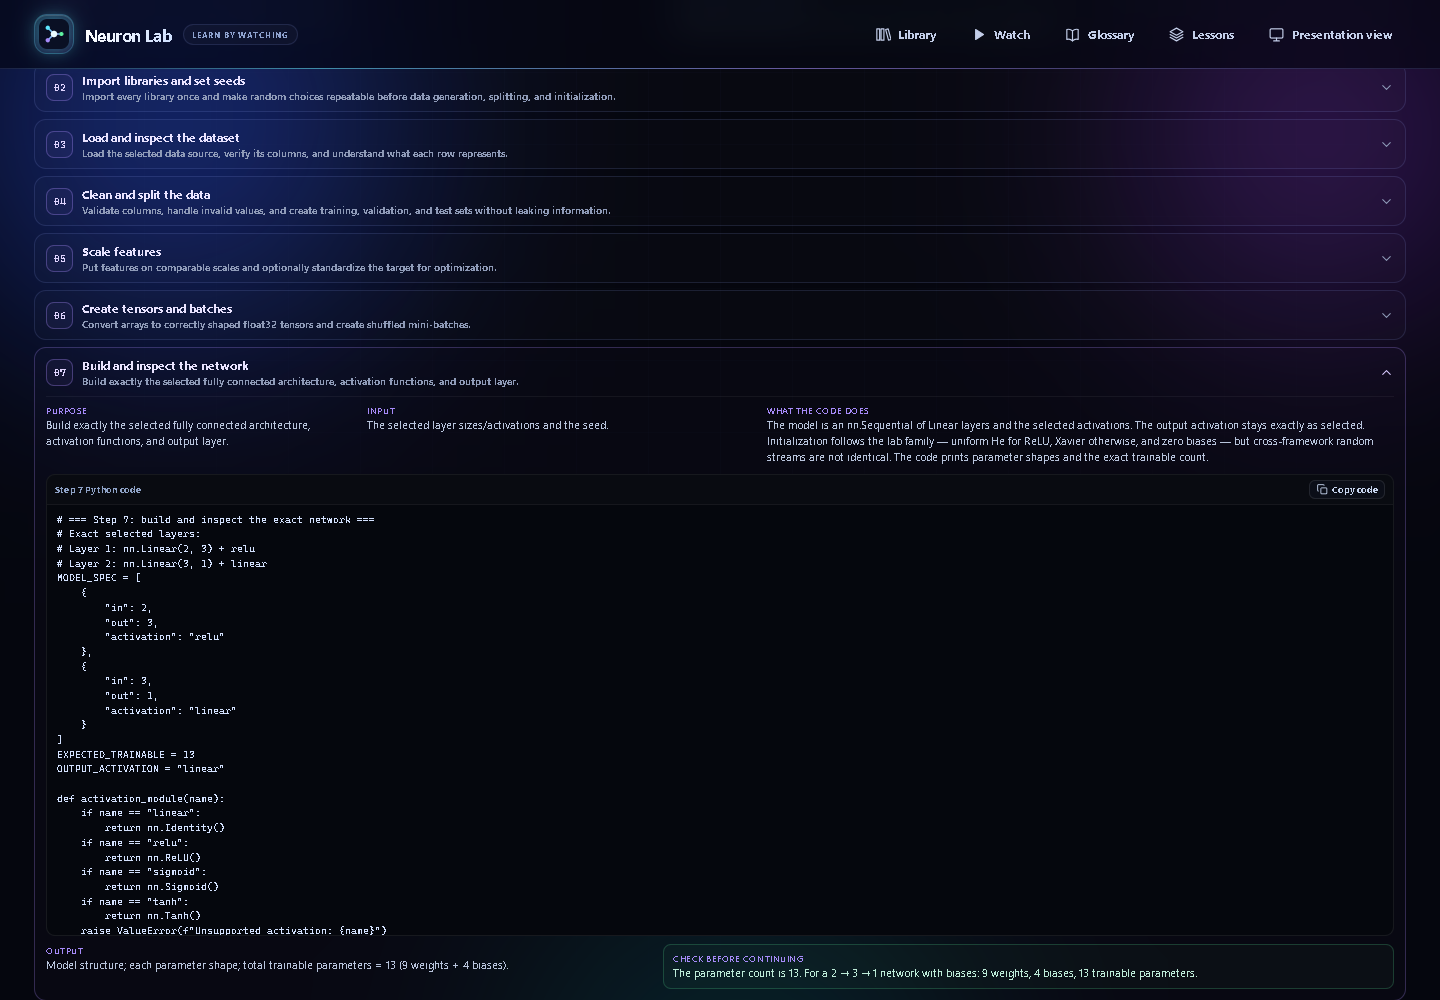 Neuron Lab
LEARN BY WATCHING
Library
Watch
Glossary
Lessons
Presentation view
02
Import libraries and set seeds
Import every library once and make random choices repeatable before data generation, splitting, and initialization.
03
Load and inspect the dataset
Load the selected data source, verify its columns, and understand what each row represents.
04
Clean and split the data
Validate columns, handle invalid values, and create training, validation, and test sets without leaking information.
05
Scale features
Put features on comparable scales and optionally standardize the target for optimization.
06
Create tensors and batches
Convert arrays to correctly shaped float32 tensors and create shuffled mini-batches.
07
Build and inspect the network
Build exactly the selected fully connected architecture, activation functions, and output layer.
PURPOSE
Build exactly the selected fully connected architecture,
activation functions, and output layer.
INPUT
The selected layer sizes/activations and the seed.
WHAT THE CODE DOES
The model is an nn.Sequential of Linear layers and the selected activations. The output activation stays exactly as selected.
Initialization follows the lab family — uniform He for ReLU, Xavier otherwise, and zero biases — but cross-framework random
streams are not identical. The code prints parameter shapes and the exact trainable count.
Step 7 Python code
Copy code
# === Step 7: build and inspect the exact network ===
# Exact selected layers:
# Layer 1: nn.Linear(2, 3) + relu
# Layer 2: nn.Linear(3, 1) + linear
MODEL_SPEC = [
    {
        "in": 2,
        "out": 3,
        "activation": "relu"
    },
    {
        "in": 3,
        "out": 1,
        "activation": "linear"
    }
]
EXPECTED_TRAINABLE = 13
OUTPUT_ACTIVATION = "linear"
def activation_module(name):
    if name == "linear":
        return nn.Identity()
    if name == "relu":
        return nn.ReLU()
    if name == "sigmoid":
        return nn.Sigmoid()
    if name == "tanh":
        return nn.Tanh()
    raise ValueError(f"Unsupported activation: {name}")
OUTPUT
Model structure; each parameter shape; total trainable parameters = 13 (9 weights + 4 biases).
CHECK BEFORE CONTINUING
The parameter count is 13. For a 2 → 3 → 1 network with biases: 9 weights, 4 biases, 13 trainable parameters.